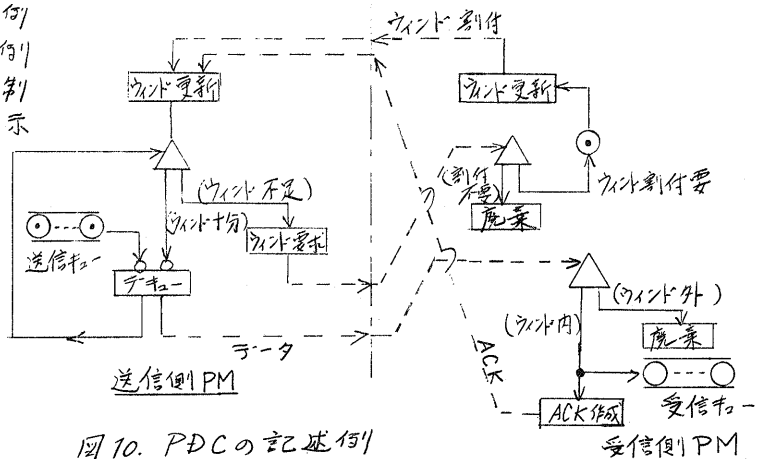 例
例
制
示
ウィンド割付
ウィンド更新
ウィンド更新
(ウィンド不足)
(割付
不要)
ウィンド割付要
廃棄
送信キュー
(ウィンド十分)
ウィンド要求
デキュー
(ウィンド外)
(ウィンド内)
廃棄
データ
ACK
送信側PM
受信キュー
ACK作成
図10. PDCの記述例
受信側PM